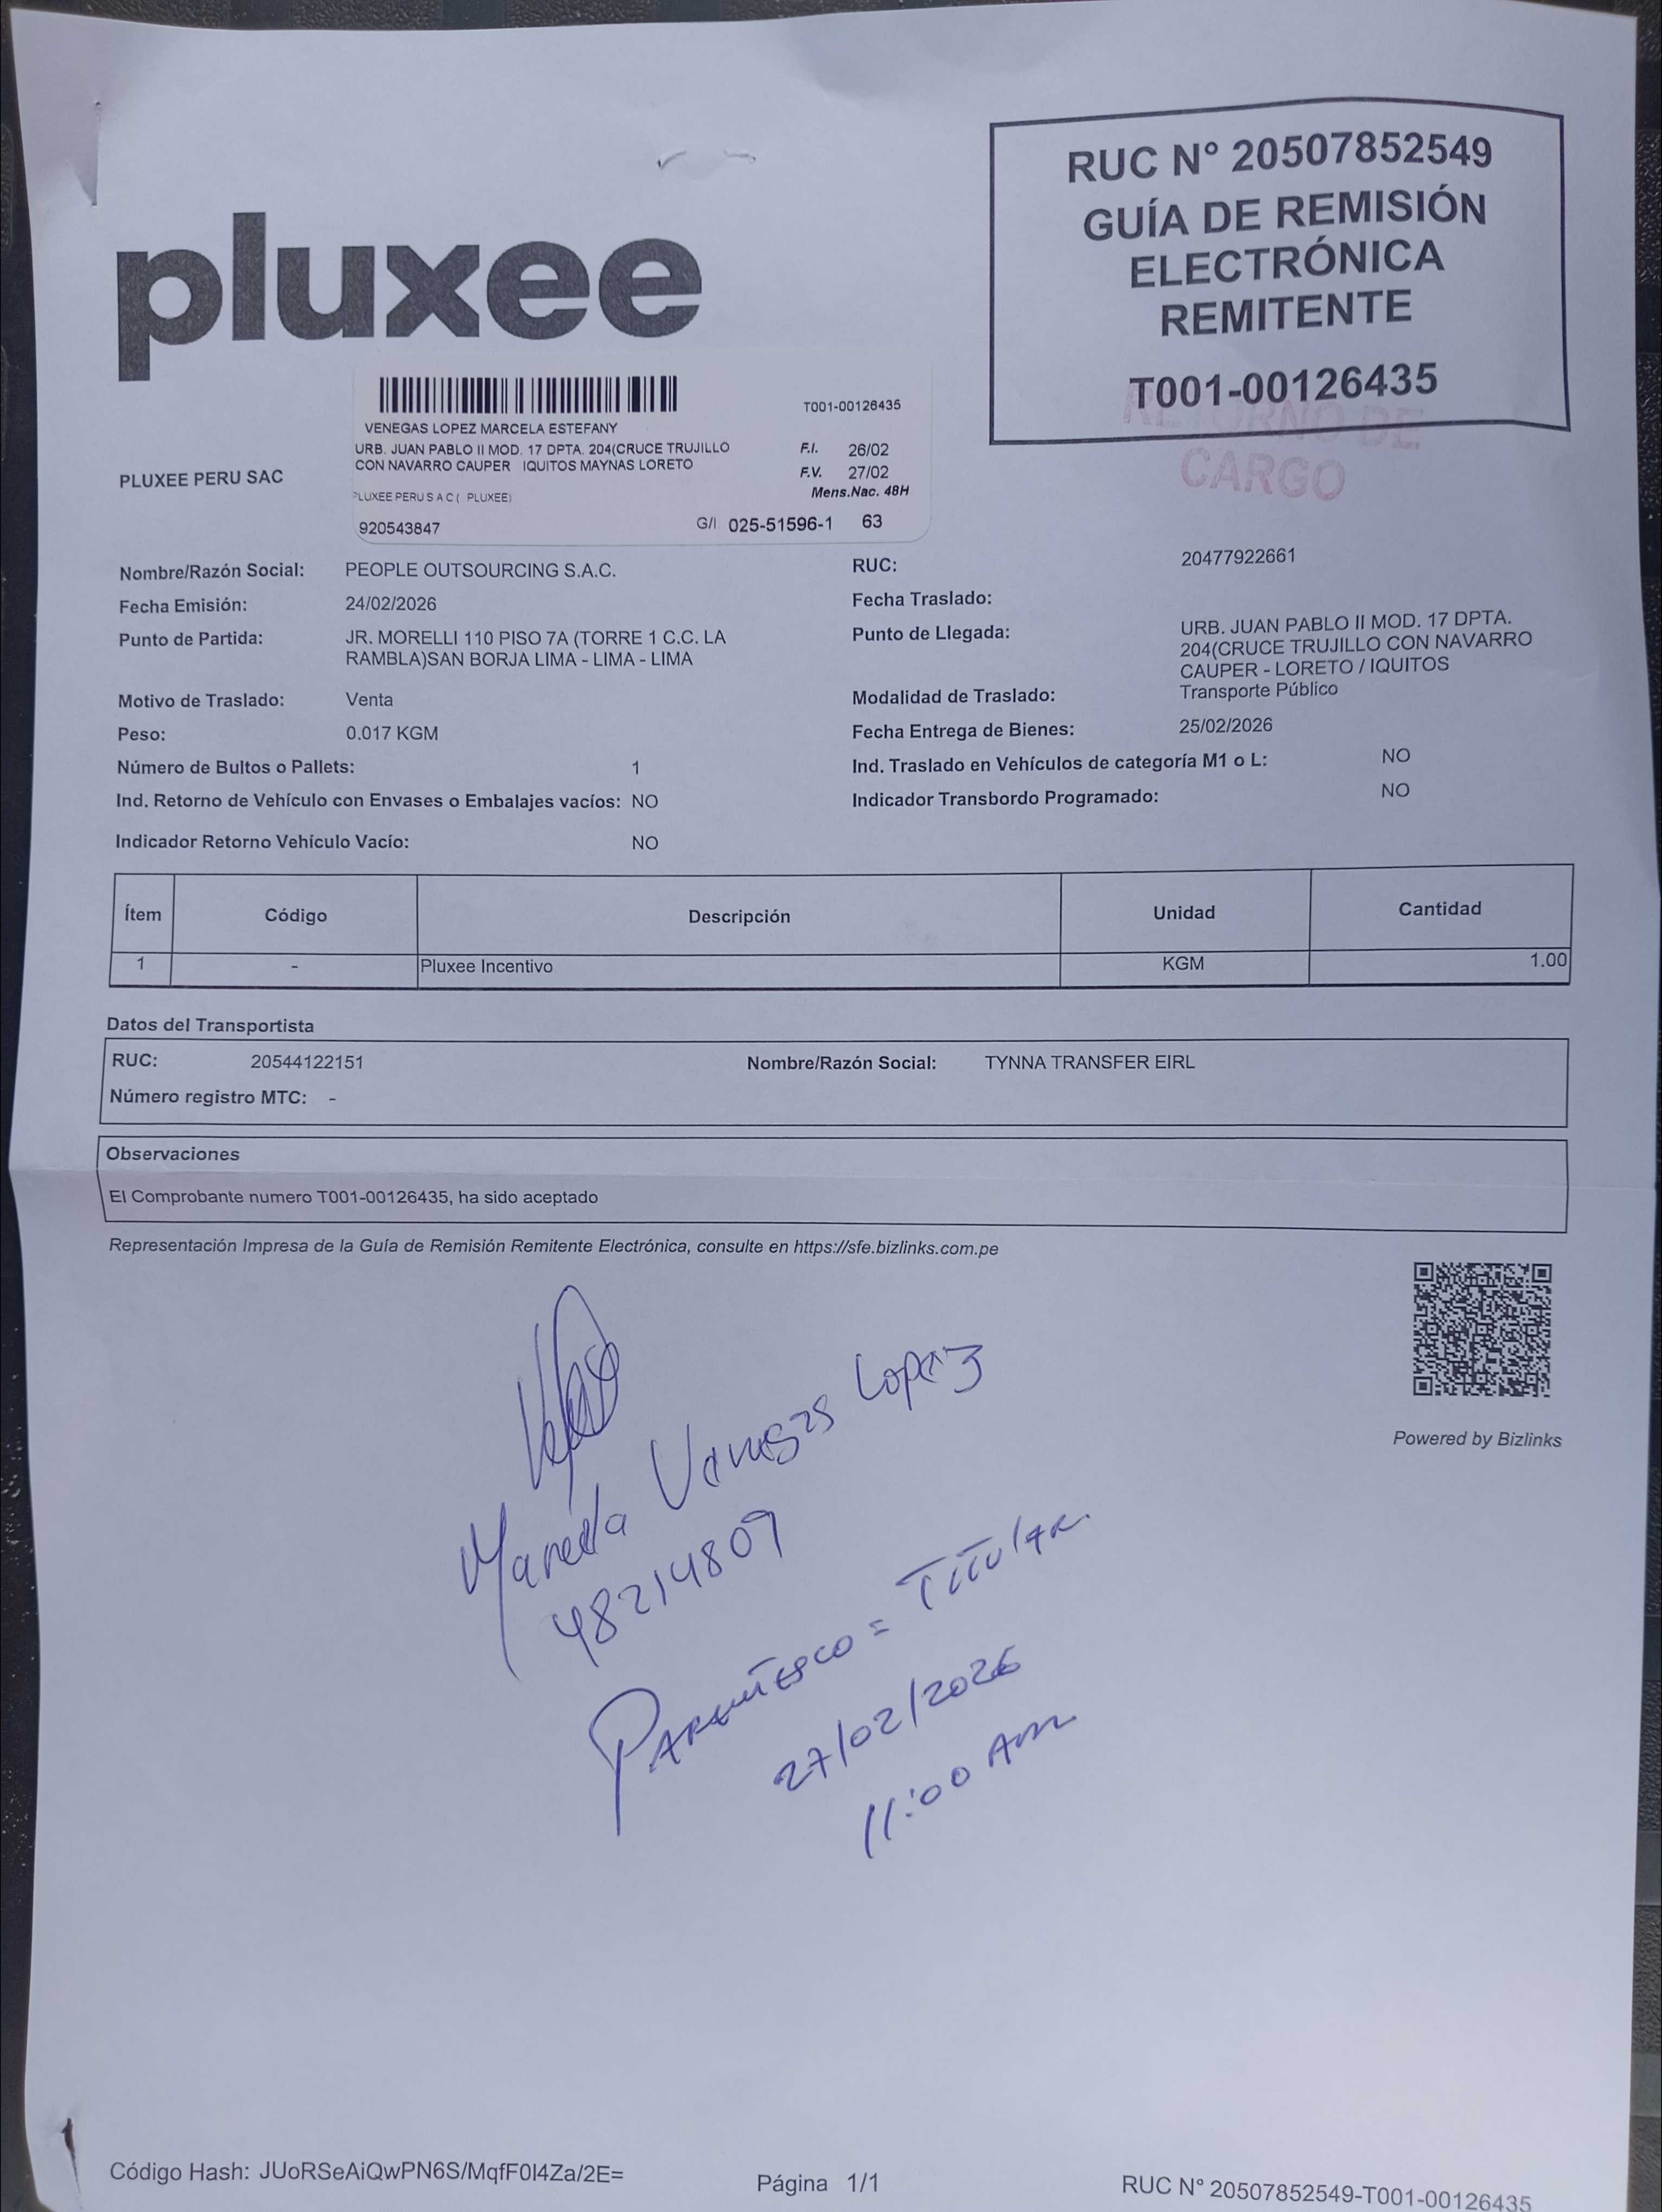 pluxee
RUC N° 20507852549
GUÍA DE REMISIÓN
ELECTRÓNICA
REMITENTE
T001-00126435
RETORNO DE
CARGO
T001-00126435
VENEGAS LOPEZ MARCELA ESTEFANY
URB. JUAN PABLO II MOD. 17 DPTA. 204(CRUCE TRUJILLO F.I. 26/02
CON NAVARRO CAUPER IQUITOS MAYNAS LORETO F.V. 27/02
PLUXEE PERU SAC
PLUXEE PERU S A C ( PLUXEE) Mens.Nac. 48H
920543847 G/I 025-51596-1 63
Nombre/Razón Social: PEOPLE OUTSOURCING S.A.C. RUC: 20477922661
Fecha Emisión: 24/02/2026 Fecha Traslado:
Punto de Partida: JR. MORELLI 110 PISO 7A (TORRE 1 C.C. LA
RAMBLA)SAN BORJA LIMA - LIMA - LIMA
Punto de Llegada: URB. JUAN PABLO II MOD. 17 DPTA.
204(CRUCE TRUJILLO CON NAVARRO
CAUPER - LORETO / IQUITOS
Motivo de Traslado: Venta Modalidad de Traslado: Transporte Público
Peso: 0.017 KGM Fecha Entrega de Bienes: 25/02/2026
Número de Bultos o Pallets: 1 Ind. Traslado en Vehículos de categoría M1 o L: NO
Ind. Retorno de Vehículo con Envases o Embalajes vacíos: NO Indicador Transbordo Programado: NO
Indicador Retorno Vehículo Vacío: NO
Ítem Código Descripción Unidad Cantidad
1 - Pluxee Incentivo KGM 1.00
Datos del Transportista
RUC: 20544122151 Nombre/Razón Social: TYNNA TRANSFER EIRL
Número registro MTC: -
Observaciones
El Comprobante numero T001-00126435, ha sido aceptado
Representación Impresa de la Guía de Remisión Remitente Electrónica, consulte en https://sfe.bizlinks.com.pe
Powered by Bizlinks
Marcela Venegas Lopez
48214809
PARENTESCO = TITULAR.
27/02/2026
11:00 AM
Código Hash: JUoRSeAiQwPN6S/MqfF0I4Za/2E= Página 1/1 RUC N° 20507852549-T001-00126435